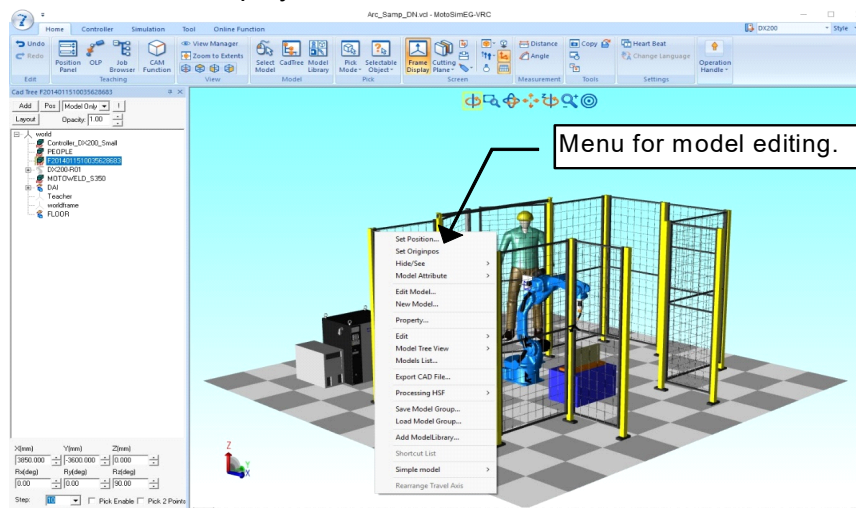 Arc_Samp_DN.vcl - MotoSimEG-VRC
Home Controller Simulation Tool Online Function
DX200 Style
Undo
Redo
Position Panel
OLP
Job Browser
CAM Function
View Manager
Zoom to Extents
Select Model
CadTree
Model Library
Pick Mode
Selectable Object
Frame Display
Cutting Plane
Distance
Angle
Copy
Heart Beat
Change Language
Operation Handle
Edit Teaching View Model Pick Screen Measurement Tools Settings
Cad Tree F2014011510035628683
Add Pos Model Only !
Layout Opacity: 1.00
world
Controller_DX200_Small
PEOPLE
F2014011510035628683
DX200-R01
MOTOWELD_S350
DAI
Teacher
worldframe
FLOOR
Menu for model editing.
Set Position...
Set Originpos
Hide/See
Model Attribute
Edit Model...
New Model...
Property...
Edit
Model Tree View
Models List...
Export CAD File...
Processing HSF
Save Model Group...
Load Model Group...
Add ModelLibrary...
Shortcut List
Simple model
Rearrange Travel Axis
X(mm) Y(mm) Z(mm)
3850.000 -3600.000 0.000
Rx(deg) Ry(deg) Rz(deg)
0.00 0.00 90.00
Step: 10 Pick Enable Pick 2 Points
Z
Y
X